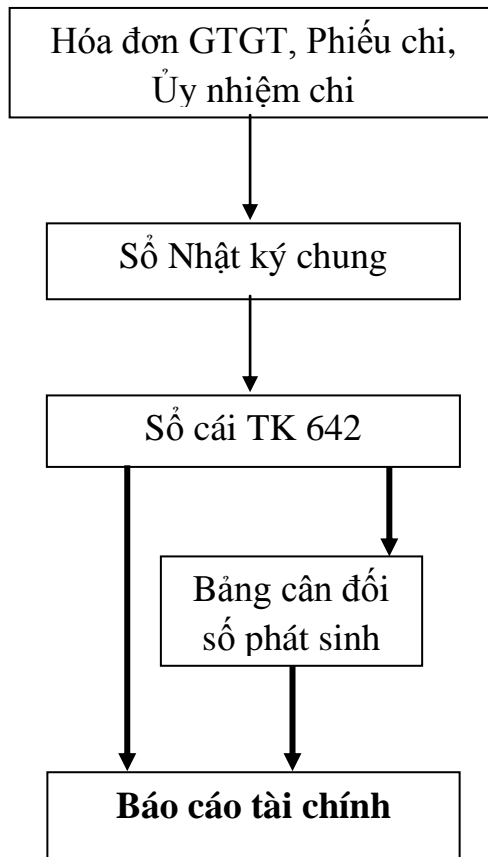 Hóa đơn GTGT, Phiếu chi,
Ủy nhiệm chi
Sổ Nhật ký chung
Sổ cái TK 642
Bảng cân đối
số phát sinh
Báo cáo tài chính